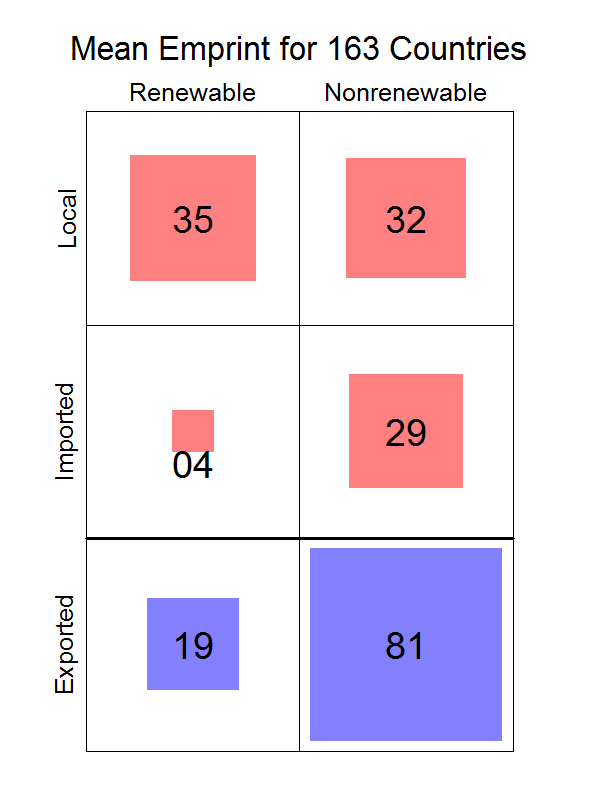 Mean Emprint for 163 Countries
Renewable Nonrenewable
Local 35 32
Imported 04 29
Exported 19 81